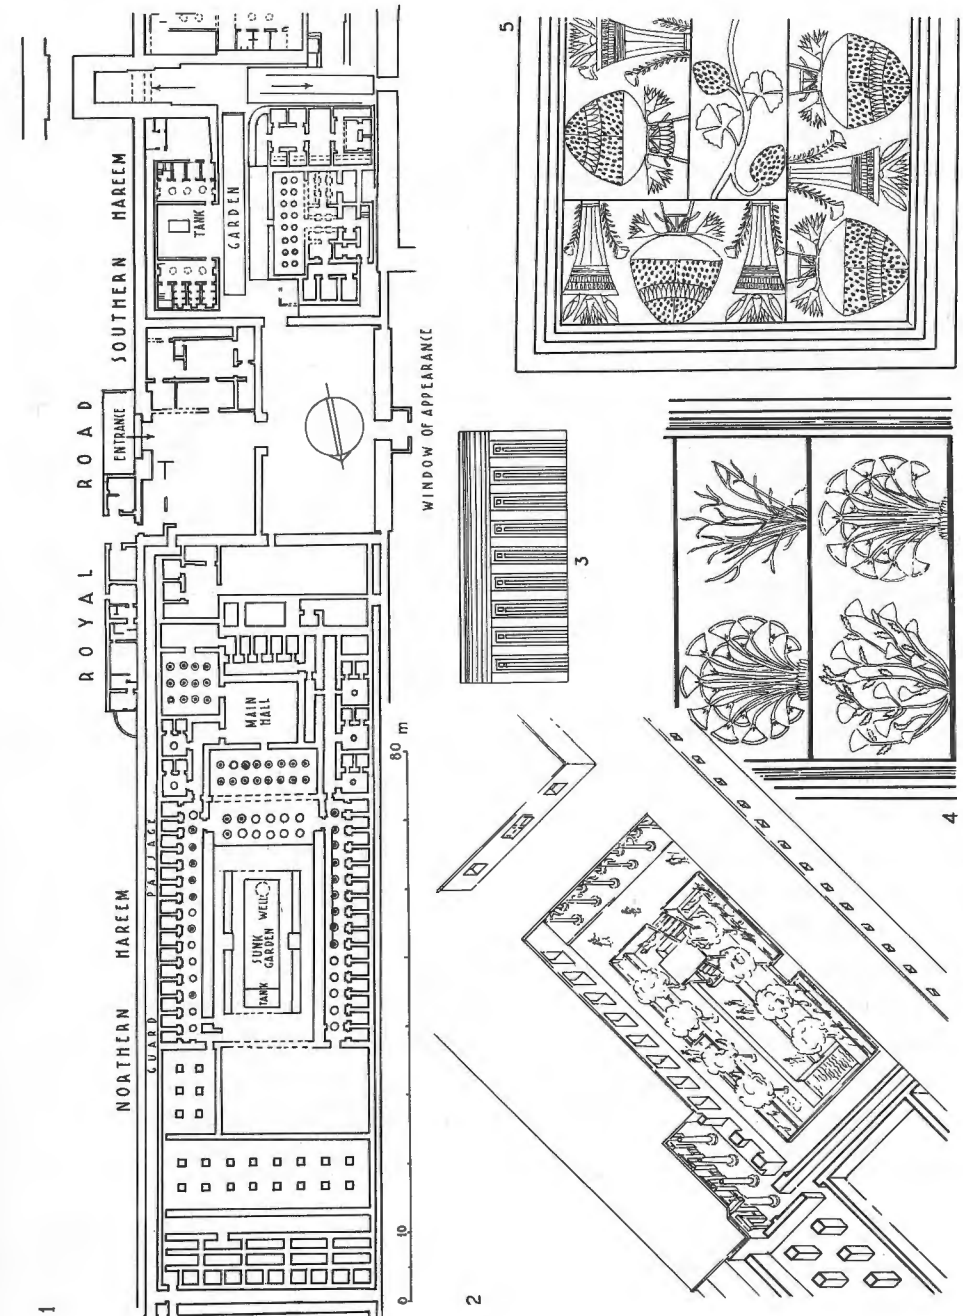 1
ROYAL ROAD
NORTHERN HAREEM
SOUTHERN HAREEM
GUARD PASSAGE
ENTRANCE
TANK
SUNK GARDEN
WELL
MAIN HALL
TANK
GARDEN
WINDOW OF APPEARANCE
0 10 80 m
2
3
4
5